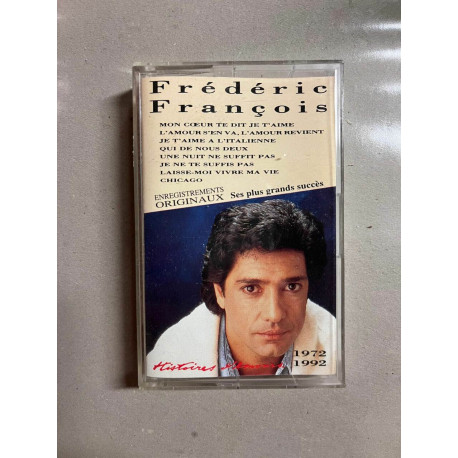 Frédéric
François
MON CŒUR TE DIT JE T'AIME
L'AMOUR S'EN VA, L'AMOUR REVIENT
JE T'AIME A L'ITALIENNE
QUI DE NOUS DEUX
UNE NUIT NE SUFFIT PAS
JE NE TE SUFFIS PAS
LAISSE-MOI VIVRE MA VIE
CHICAGO
ENREGISTREMENTS
ORIGINAUX Ses plus grands succès
1972
Histoires
1992